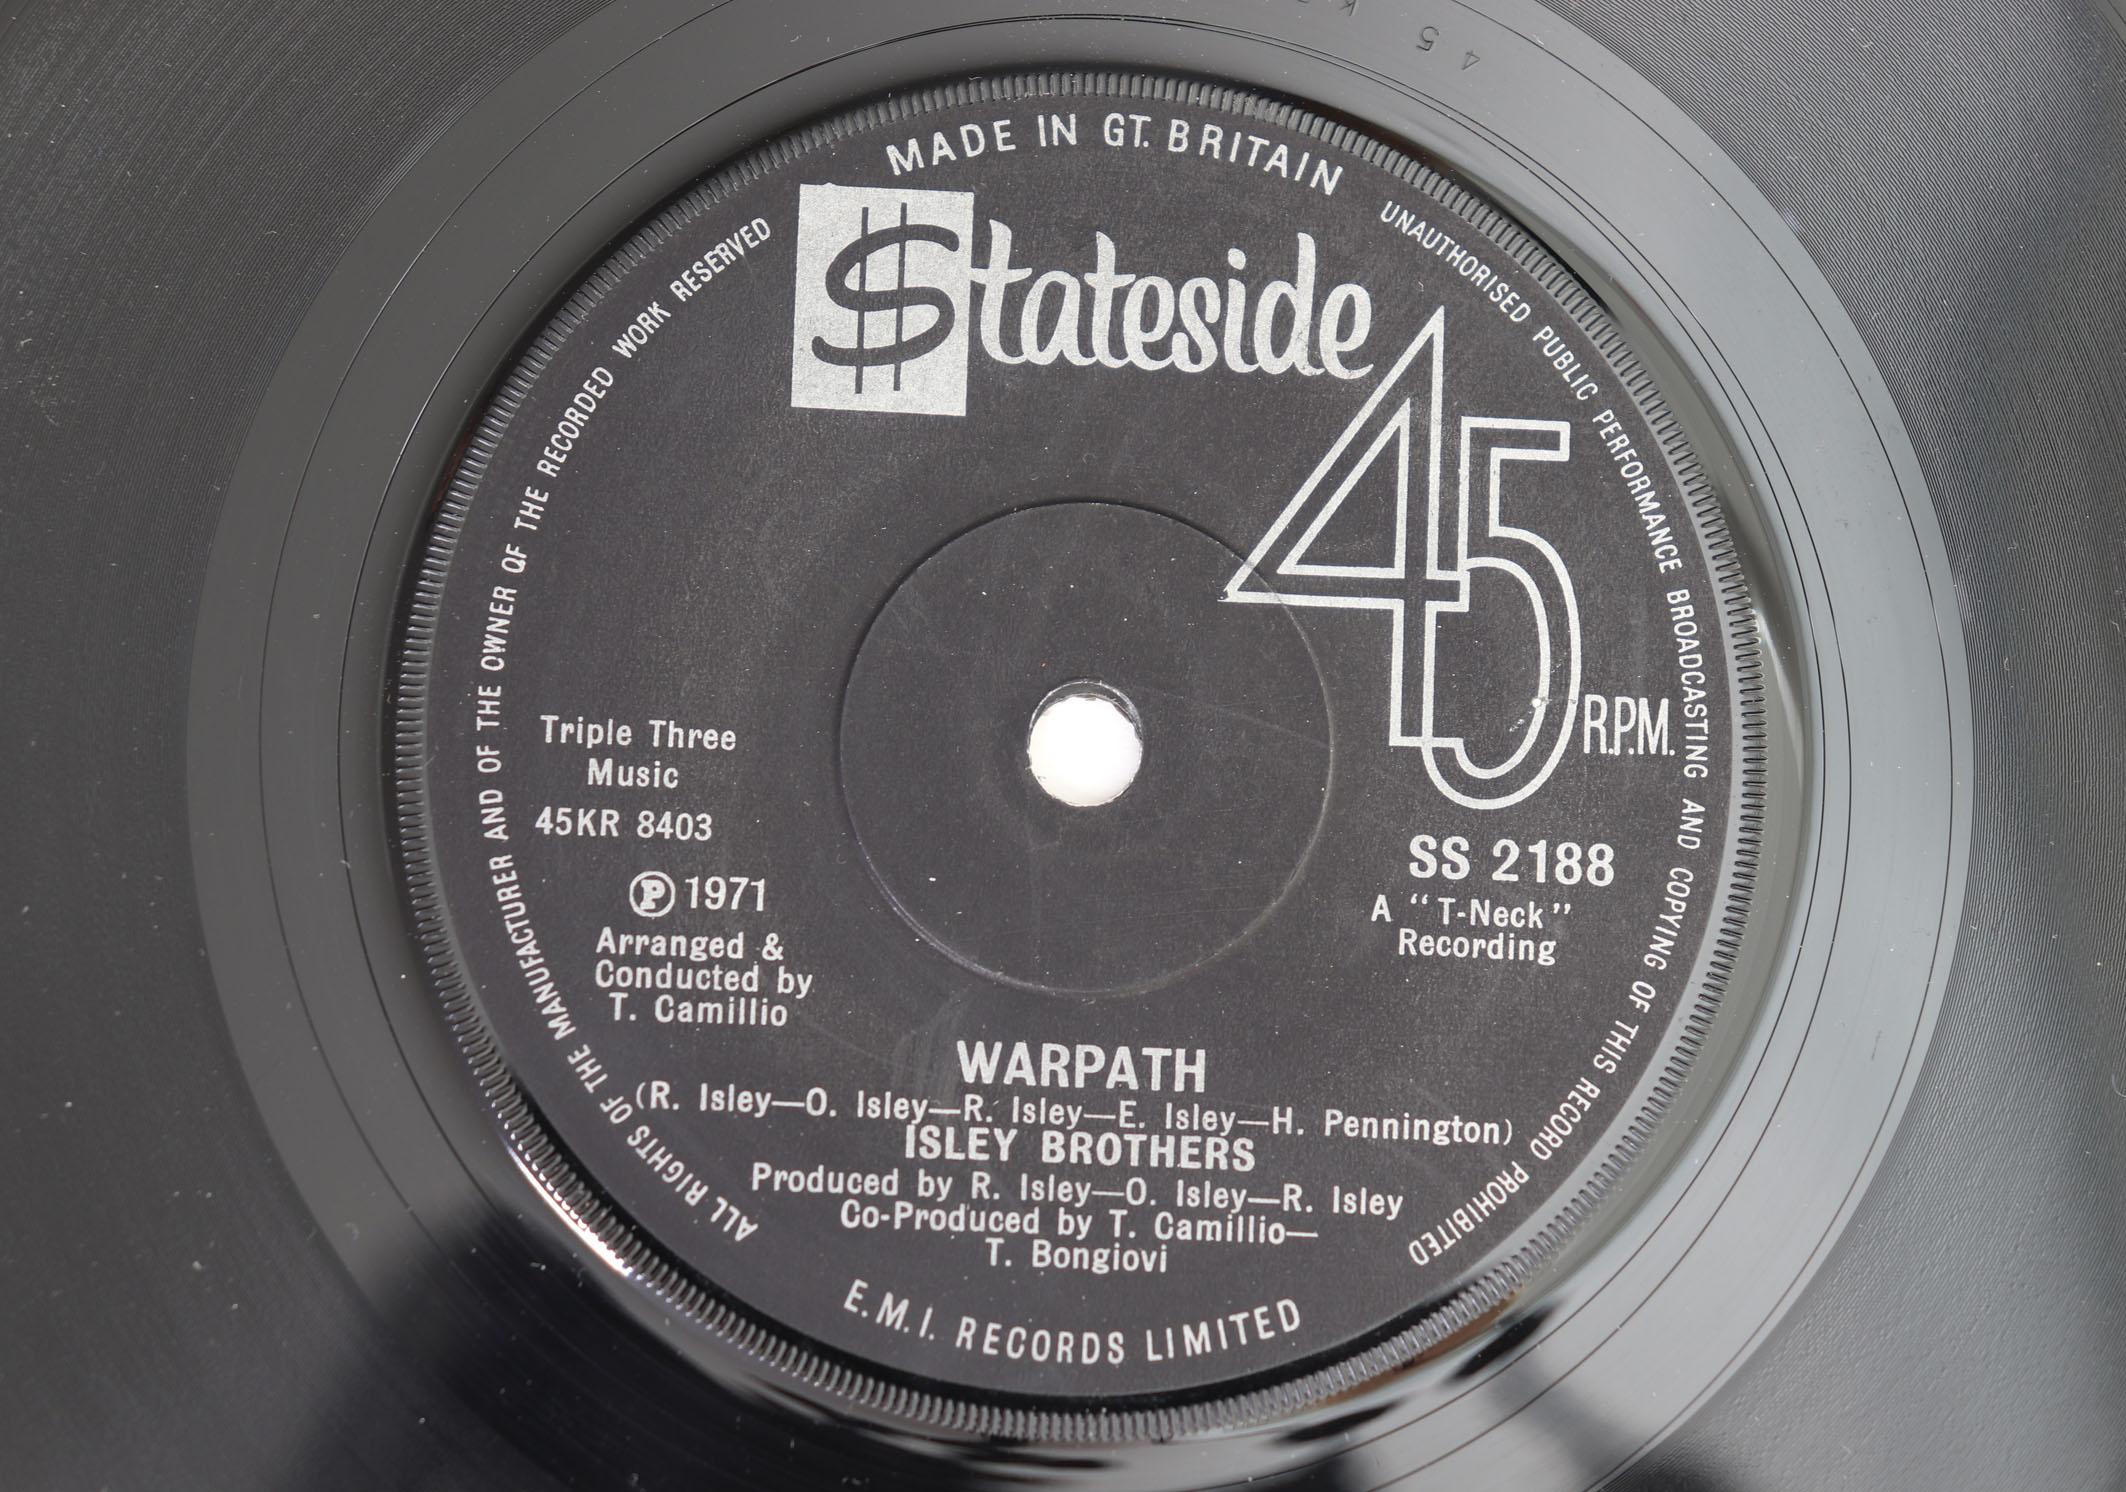 MADE IN GT. BRITAIN
$tateside
UNAUTHORISED PUBLIC PERFORMANCE BROADCASTING AND COPYING OF THIS RECORD PROHIBITED
ALL RIGHTS OF THE MANUFACTURER AND OF THE OWNER OF THE RECORDED WORK RESERVED
45 R.P.M.
Triple Three
Music
45KR 8403
Ⓟ 1971
Arranged &
Conducted by
T. Camillio
SS 2188
A "T-Neck"
Recording
WARPATH
(R. Isley—O. Isley—R. Isley—E. Isley—H. Pennington)
ISLEY BROTHERS
Produced by R. Isley—O. Isley—R. Isley
Co-Produced by T. Camillio—
T. Bongiovi
E.M.I. RECORDS LIMITED
45